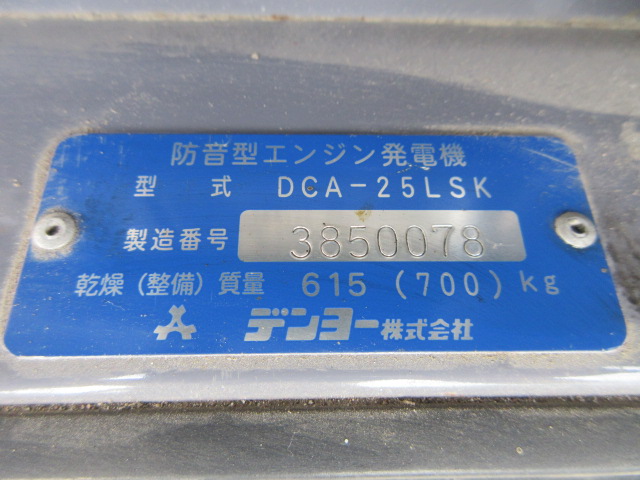 防音型エンジン発電機
型式 DCA-25LSK
製造番号 3850078
乾燥(整備)質量 615(700)kg
デンヨー株式会社